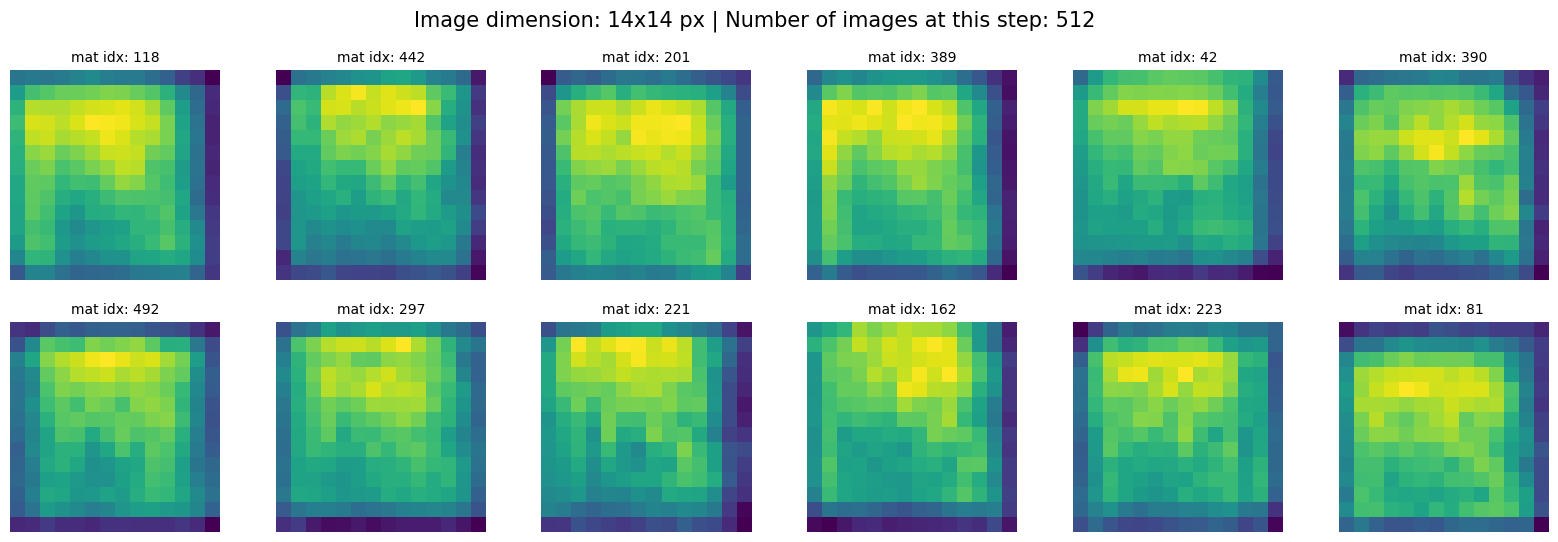 Image dimension: 14x14 px | Number of images at this step: 512
mat idx: 118
mat idx: 442
mat idx: 201
mat idx: 389
mat idx: 42
mat idx: 390
mat idx: 492
mat idx: 297
mat idx: 221
mat idx: 162
mat idx: 223
mat idx: 81